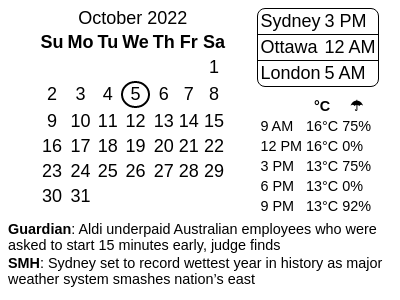 October 2022
Su Mo Tu We Th Fr Sa
1
2 3 4 5 6 7 8
9 10 11 12 13 14 15
16 17 18 19 20 21 22
23 24 25 26 27 28 29
30 31
Sydney 3 PM
Ottawa 12 AM
London 5 AM
°C ☂
9 AM 16°C 75%
12 PM 16°C 0%
3 PM 13°C 75%
6 PM 13°C 0%
9 PM 13°C 92%
Guardian: Aldi underpaid Australian employees who were
asked to start 15 minutes early, judge finds
SMH: Sydney set to record wettest year in history as major
weather system smashes nation’s east